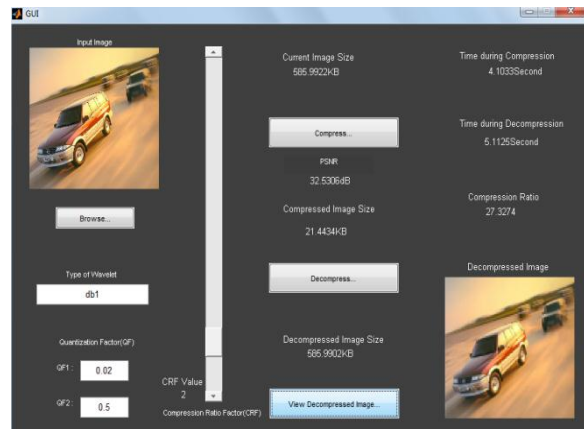 GUI
Input Image
Browse...
Type of Wavelet
db1
Quantization Factor(QF)
QF1 :
0.02
QF2 :
0.5
CRF Value
2
Compression Ratio Factor(CRF)
Current Image Size
585.9922KB
Compress...
PSNR
32.5306dB
Compressed Image Size
21.4434KB
Decompress...
Decompressed Image Size
585.9902KB
View Decompressed Image...
Time during Compression
4.1033Second
Time during Decompression
5.1125Second
Compression Ratio
27.3274
Decompressed Image